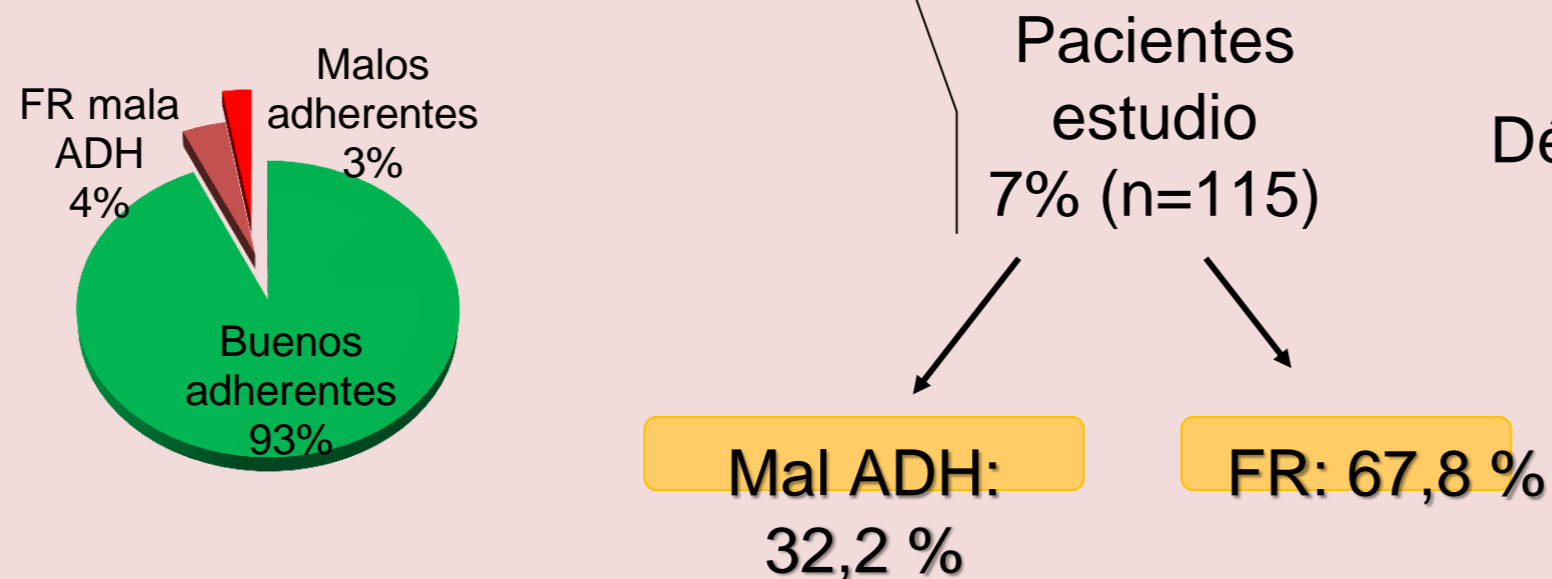 Malos
adherentes
3%
FR mala
ADH
4%
Buenos
adherentes
93%
Pacientes
estudio
7% (n=115)
Mal ADH:
32,2 %
FR: 67,8 %